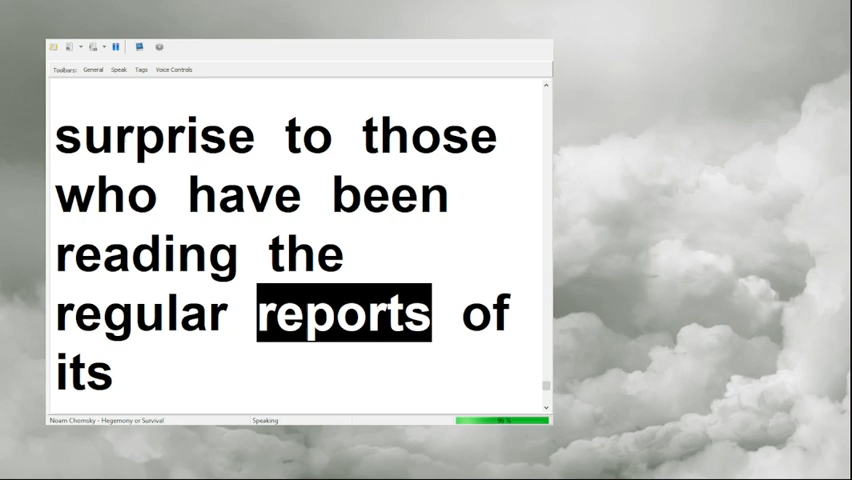 Toolbars: General Speak Tags Voice Controls
surprise to those
who have been
reading the
regular reports of
its
Noam Chomsky - Hegemony or Survival Speaking 96 %